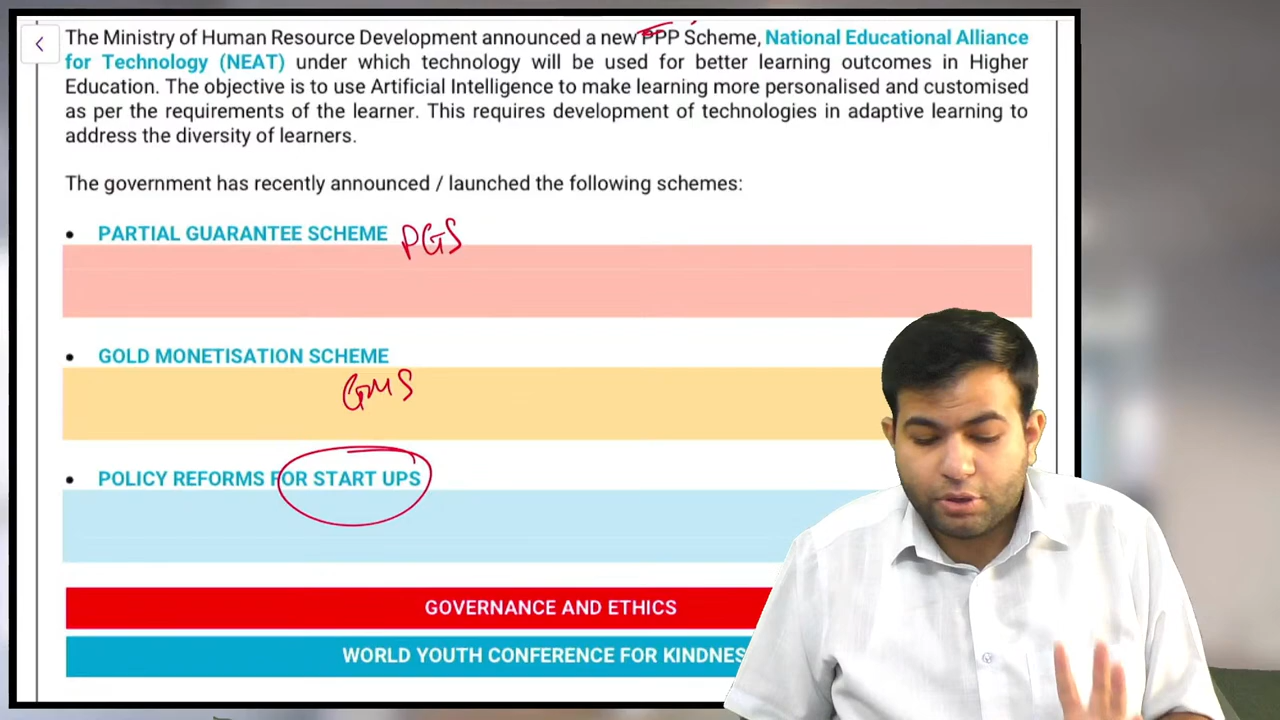 The Ministry of Human Resource Development announced a new PPP Scheme, National Educational Alliance
for Technology (NEAT) under which technology will be used for better learning outcomes in Higher
Education. The objective is to use Artificial Intelligence to make learning more personalised and customised
as per the requirements of the learner. This requires development of technologies in adaptive learning to
address the diversity of learners.
The government has recently announced / launched the following schemes:
• PARTIAL GUARANTEE SCHEME PGS
• GOLD MONETISATION SCHEME
GMS
• POLICY REFORMS FOR START UPS
GOVERNANCE AND ETHICS
WORLD YOUTH CONFERENCE FOR KINDNES